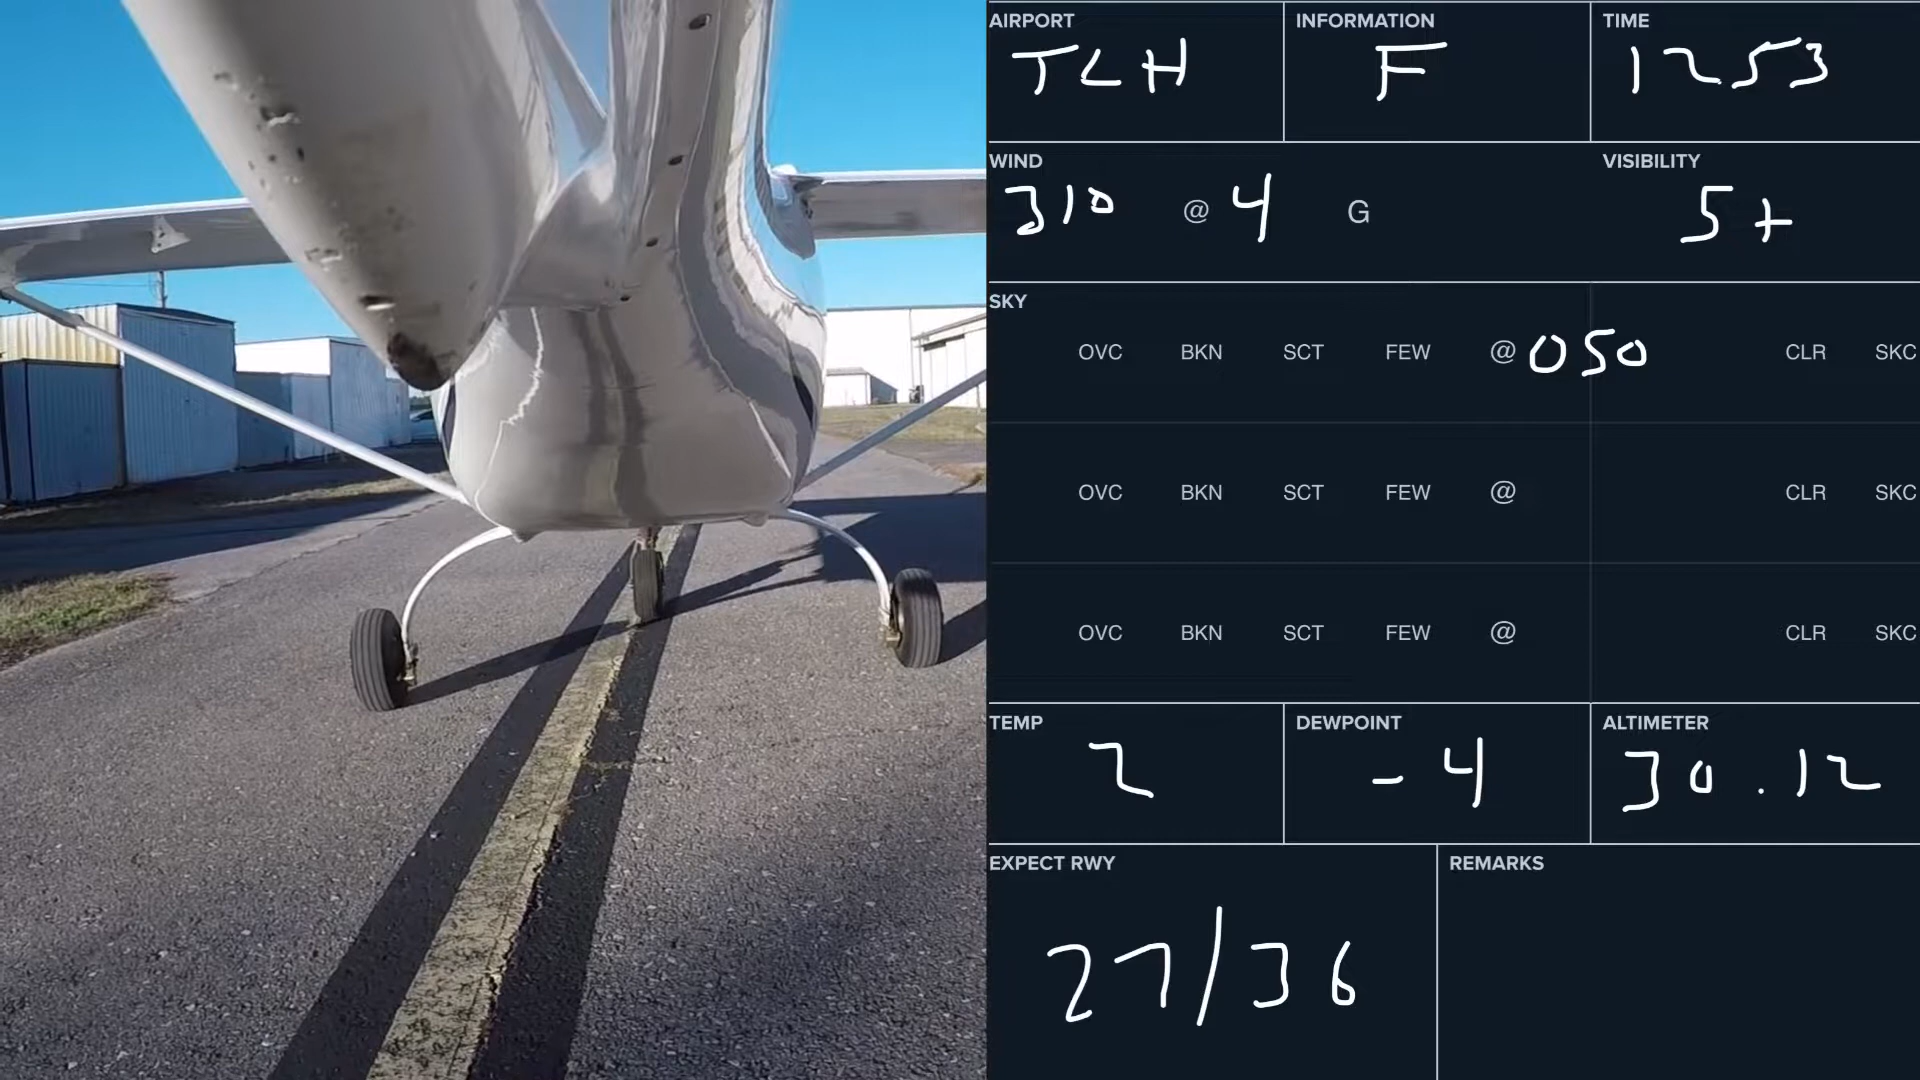 AIRPORT INFORMATION TIME
TLH F 1253
WIND VISIBILITY
310 @ 4 G 5+
SKY
OVC BKN SCT FEW @ 050 CLR SKC
OVC BKN SCT FEW @ CLR SKC
OVC BKN SCT FEW @ CLR SKC
TEMP DEWPOINT ALTIMETER
2 -4 30.12
EXPECT RWY REMARKS
27/36